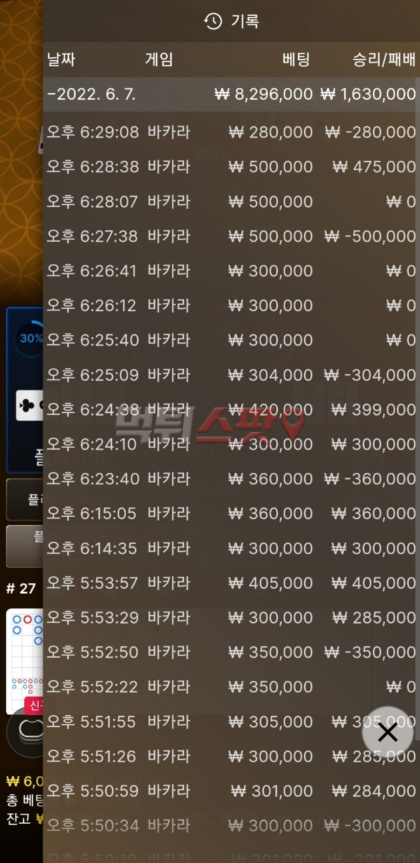 기록
날짜 게임 베팅 승리/패배
−2022. 6. 7. ₩ 8,296,000 ₩ 1,630,000
오후 6:29:08 바카라 ₩ 280,000 ₩ -280,000
오후 6:28:38 바카라 ₩ 500,000 ₩ 475,000
오후 6:28:07 바카라 ₩ 500,000 ₩ 0
오후 6:27:38 바카라 ₩ 500,000 ₩ -500,000
오후 6:26:41 바카라 ₩ 300,000 ₩ 0
오후 6:26:12 바카라 ₩ 300,000 ₩ 0
30%
오후 6:25:40 바카라 ₩ 300,000 ₩ 0
오후 6:25:09 바카라 ₩ 304,000 ₩ -304,000
오후 6:24:38 바카라 ₩ 420,000 ₩ 399,000
먹튀스팟
오후 6:24:10 바카라 ₩ 300,000 ₩ 300,000
오후 6:23:40 바카라 ₩ 360,000 ₩ -360,000
오후 6:15:05 바카라 ₩ 360,000 ₩ 360,000
오후 6:14:35 바카라 ₩ 300,000 ₩ 300,000
오후 5:53:57 바카라 ₩ 405,000 ₩ 405,000
# 27
오후 5:53:29 바카라 ₩ 300,000 ₩ 285,000
오후 5:52:50 바카라 ₩ 350,000 ₩ -350,000
오후 5:52:22 바카라 ₩ 350,000 ₩ 0
오후 5:51:55 바카라 ₩ 305,000 ₩ 305,000
오후 5:51:26 바카라 ₩ 300,000 ₩ 285,000
오후 5:50:59 바카라 ₩ 301,000 ₩ 284,000
총 베팅
잔고 ₩
오후 5:50:34 바카라 ₩ 300,000 ₩ -300,000